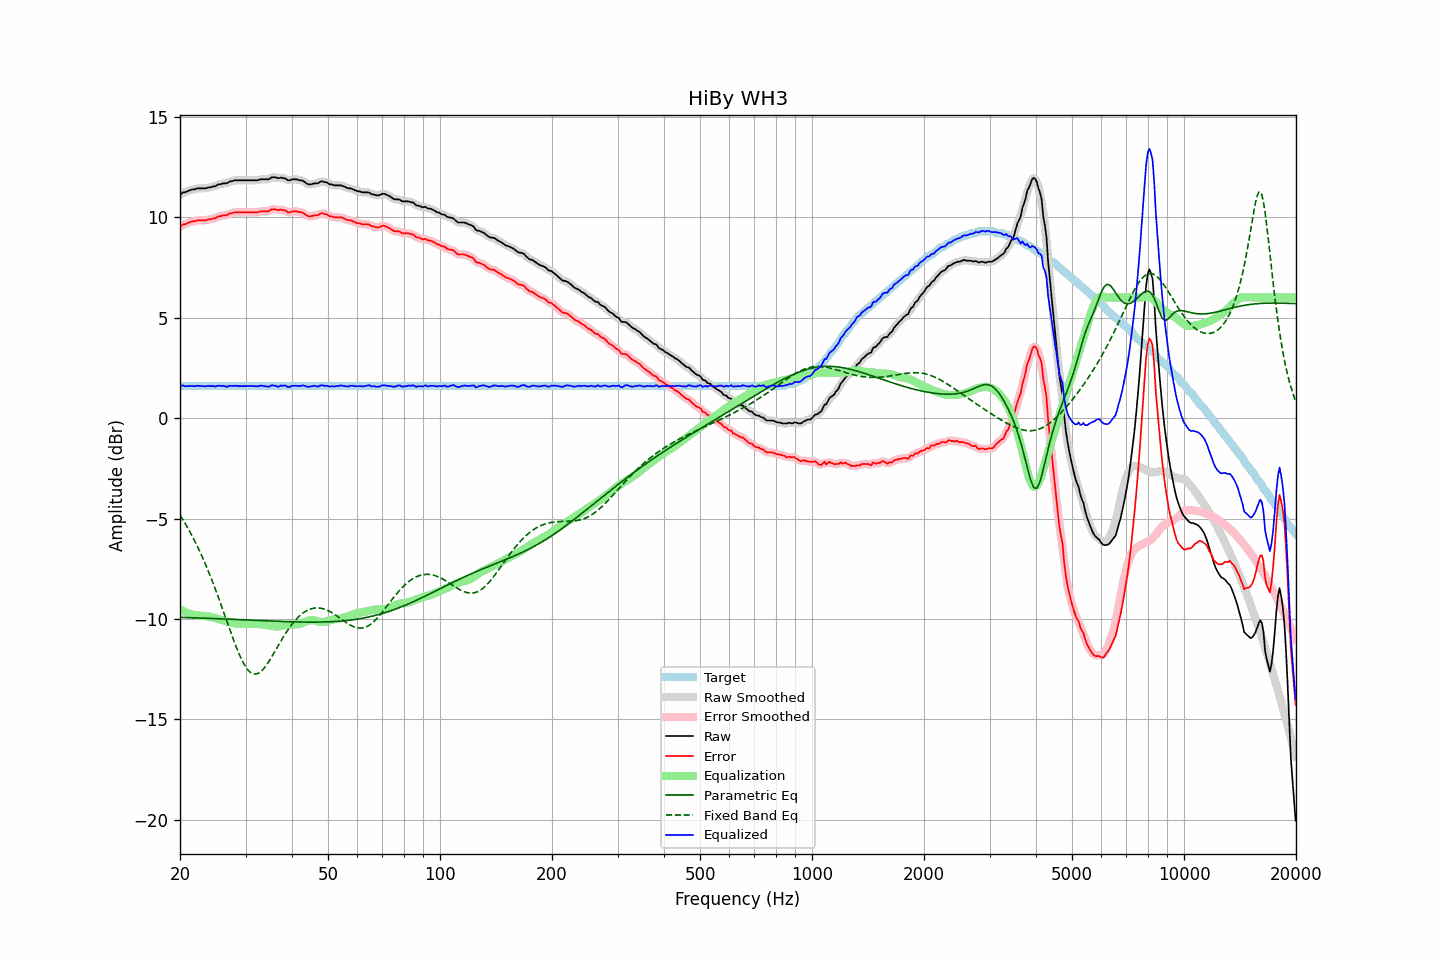 HiBy WH3
15
10
5
0
−5
−10
−15
−20
Amplitude (dBr)
20
50
100
200
500
1000
2000
5000
10000
20000
Frequency (Hz)
Target
Raw Smoothed
Error Smoothed
Raw
Error
Equalization
Parametric Eq
Fixed Band Eq
Equalized